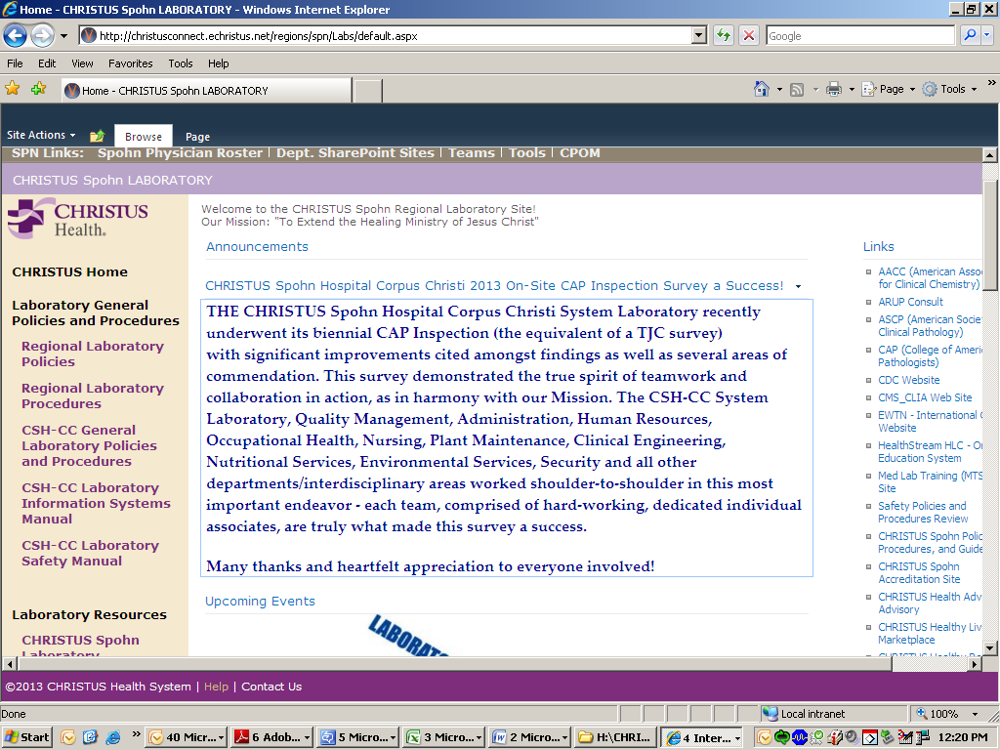 Home - CHRISTUS Spohn LABORATORY - Windows Internet Explorer
http://christusconnect.echristus.net/regions/spn/Labs/default.aspx
Google
File Edit View Favorites Tools Help
Home - CHRISTUS Spohn LABORATORY
Page Tools »
Site Actions Browse Page
SPN Links: Spohn Physician Roster | Dept. SharePoint Sites | Teams | Tools | CPOM
CHRISTUS Spohn LABORATORY
CHRISTUS
Health.
CHRISTUS Home
Laboratory General
Policies and Procedures
Regional Laboratory
Policies
Regional Laboratory
Procedures
CSH-CC General
Laboratory Policies
and Procedures
CSH-CC Laboratory
Information Systems
Manual
CSH-CC Laboratory
Safety Manual
Laboratory Resources
CHRISTUS Spohn
Laboratory
Welcome to the CHRISTUS Spohn Regional Laboratory Site!
Our Mission: "To Extend the Healing Ministry of Jesus Christ"
Announcements
CHRISTUS Spohn Hospital Corpus Christi 2013 On-Site CAP Inspection Survey a Success!
THE CHRISTUS Spohn Hospital Corpus Christi System Laboratory recently
underwent its biennial CAP Inspection (the equivalent of a TJC survey)
with significant improvements cited amongst findings as well as several areas of
commendation. This survey demonstrated the true spirit of teamwork and
collaboration in action, as in harmony with our Mission. The CSH-CC System
Laboratory, Quality Management, Administration, Human Resources,
Occupational Health, Nursing, Plant Maintenance, Clinical Engineering,
Nutritional Services, Environmental Services, Security and all other
departments/interdisciplinary areas worked shoulder-to-shoulder in this most
important endeavor - each team, comprised of hard-working, dedicated individual
associates, are truly what made this survey a success.
Many thanks and heartfelt appreciation to everyone involved!
Upcoming Events
LABORAT
Links
AACC (American Asso
for Clinical Chemistry)
ARUP Consult
ASCP (American Socie
Clinical Pathology)
CAP (College of Americ
Pathologists)
CDC Website
CMS_CLIA Web Site
EWTN - International C
Website
HealthStream HLC - On
Education System
Med Lab Training (MTS
Site
Safety Policies and
Procedures Review
CHRISTUS Spohn Polic
Procedures, and Guide
CHRISTUS Spohn
Accreditation Site
CHRISTUS Health Adv
Advisory
CHRISTUS Healthy Liv
Marketplace
©2013 CHRISTUS Health System | Help | Contact Us
Done Local intranet 100%
Start » 40 Micr... 6 Adob... 5 Micro... 3 Micro... 2 Micro... H:\CHRI... 4 Inter... 12:20 PM